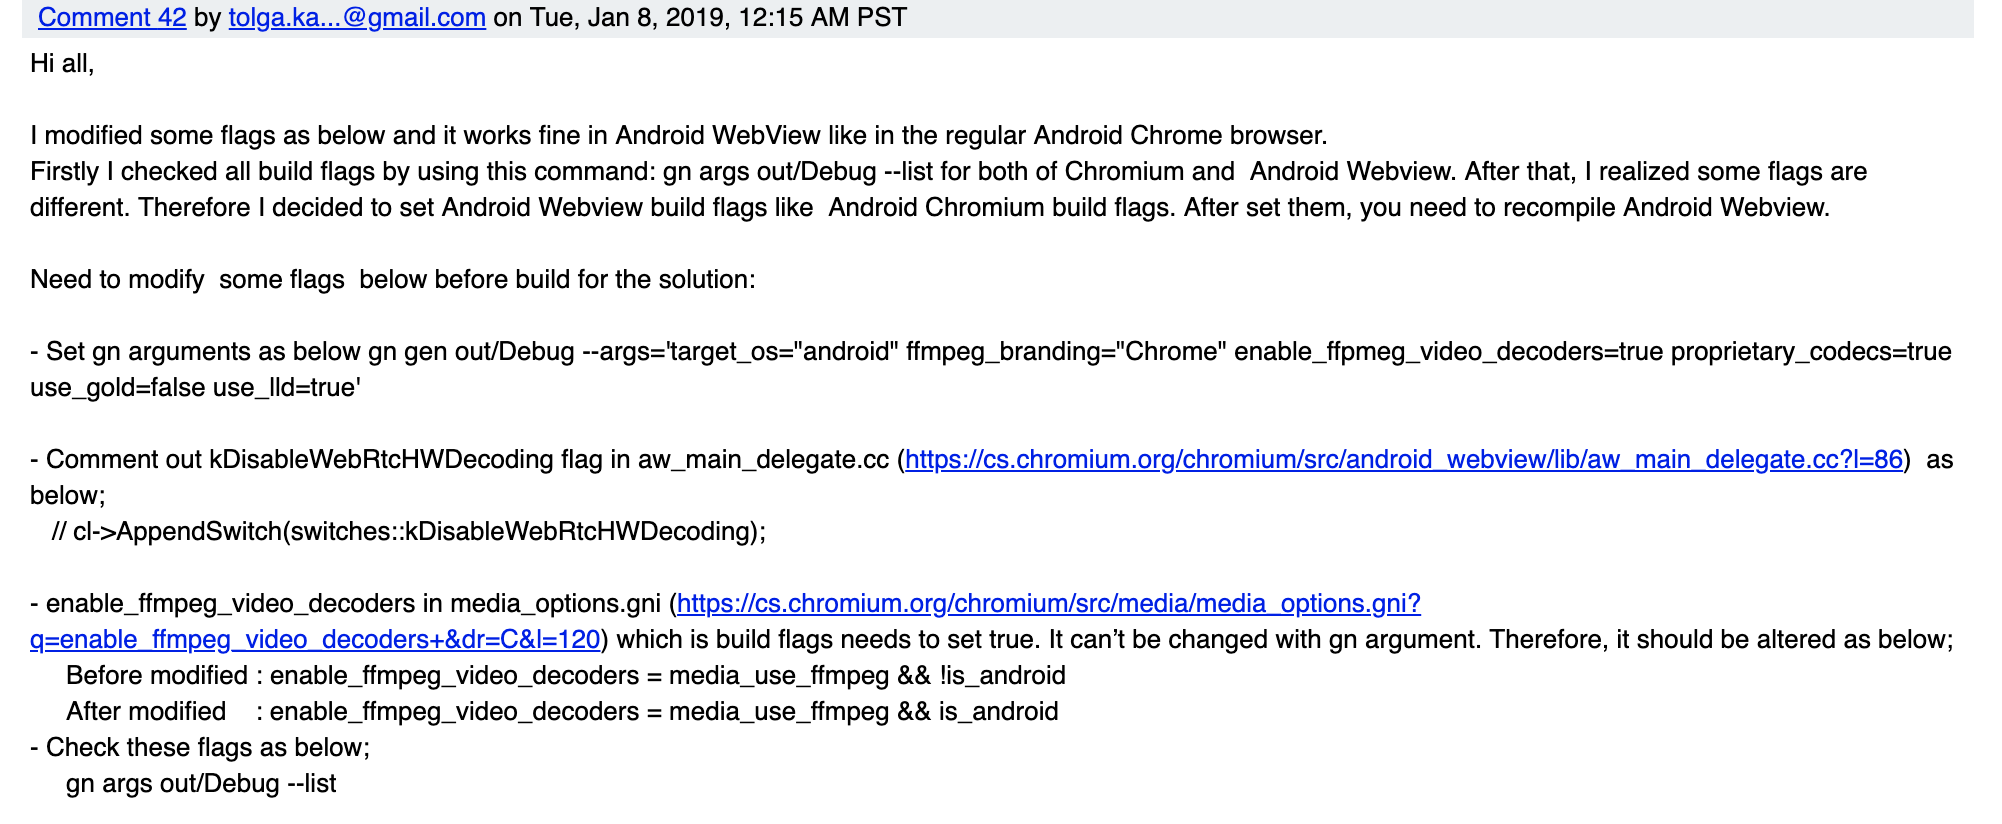 Comment 42 by tolga.ka...@gmail.com on Tue, Jan 8, 2019, 12:15 AM PST
Hi all,
I modified some flags as below and it works fine in Android WebView like in the regular Android Chrome browser.
Firstly I checked all build flags by using this command: gn args out/Debug --list for both of Chromium and  Android Webview. After that, I realized some flags are
different. Therefore I decided to set Android Webview build flags like  Android Chromium build flags. After set them, you need to recompile Android Webview.
Need to modify  some flags  below before build for the solution:
- Set gn arguments as below gn gen out/Debug --args='target_os="android" ffmpeg_branding="Chrome" enable_ffpmeg_video_decoders=true proprietary_codecs=true
use_gold=false use_lld=true'
- Comment out kDisableWebRtcHWDecoding flag in aw_main_delegate.cc (https://cs.chromium.org/chromium/src/android_webview/lib/aw_main_delegate.cc?l=86)  as
below;
// cl->AppendSwitch(switches::kDisableWebRtcHWDecoding);
- enable_ffmpeg_video_decoders in media_options.gni (https://cs.chromium.org/chromium/src/media/media_options.gni?
q=enable_ffmpeg_video_decoders+&dr=C&l=120) which is build flags needs to set true. It can’t be changed with gn argument. Therefore, it should be altered as below;
Before modified : enable_ffmpeg_video_decoders = media_use_ffmpeg && !is_android
After modified    : enable_ffmpeg_video_decoders = media_use_ffmpeg && is_android
- Check these flags as below;
gn args out/Debug --list